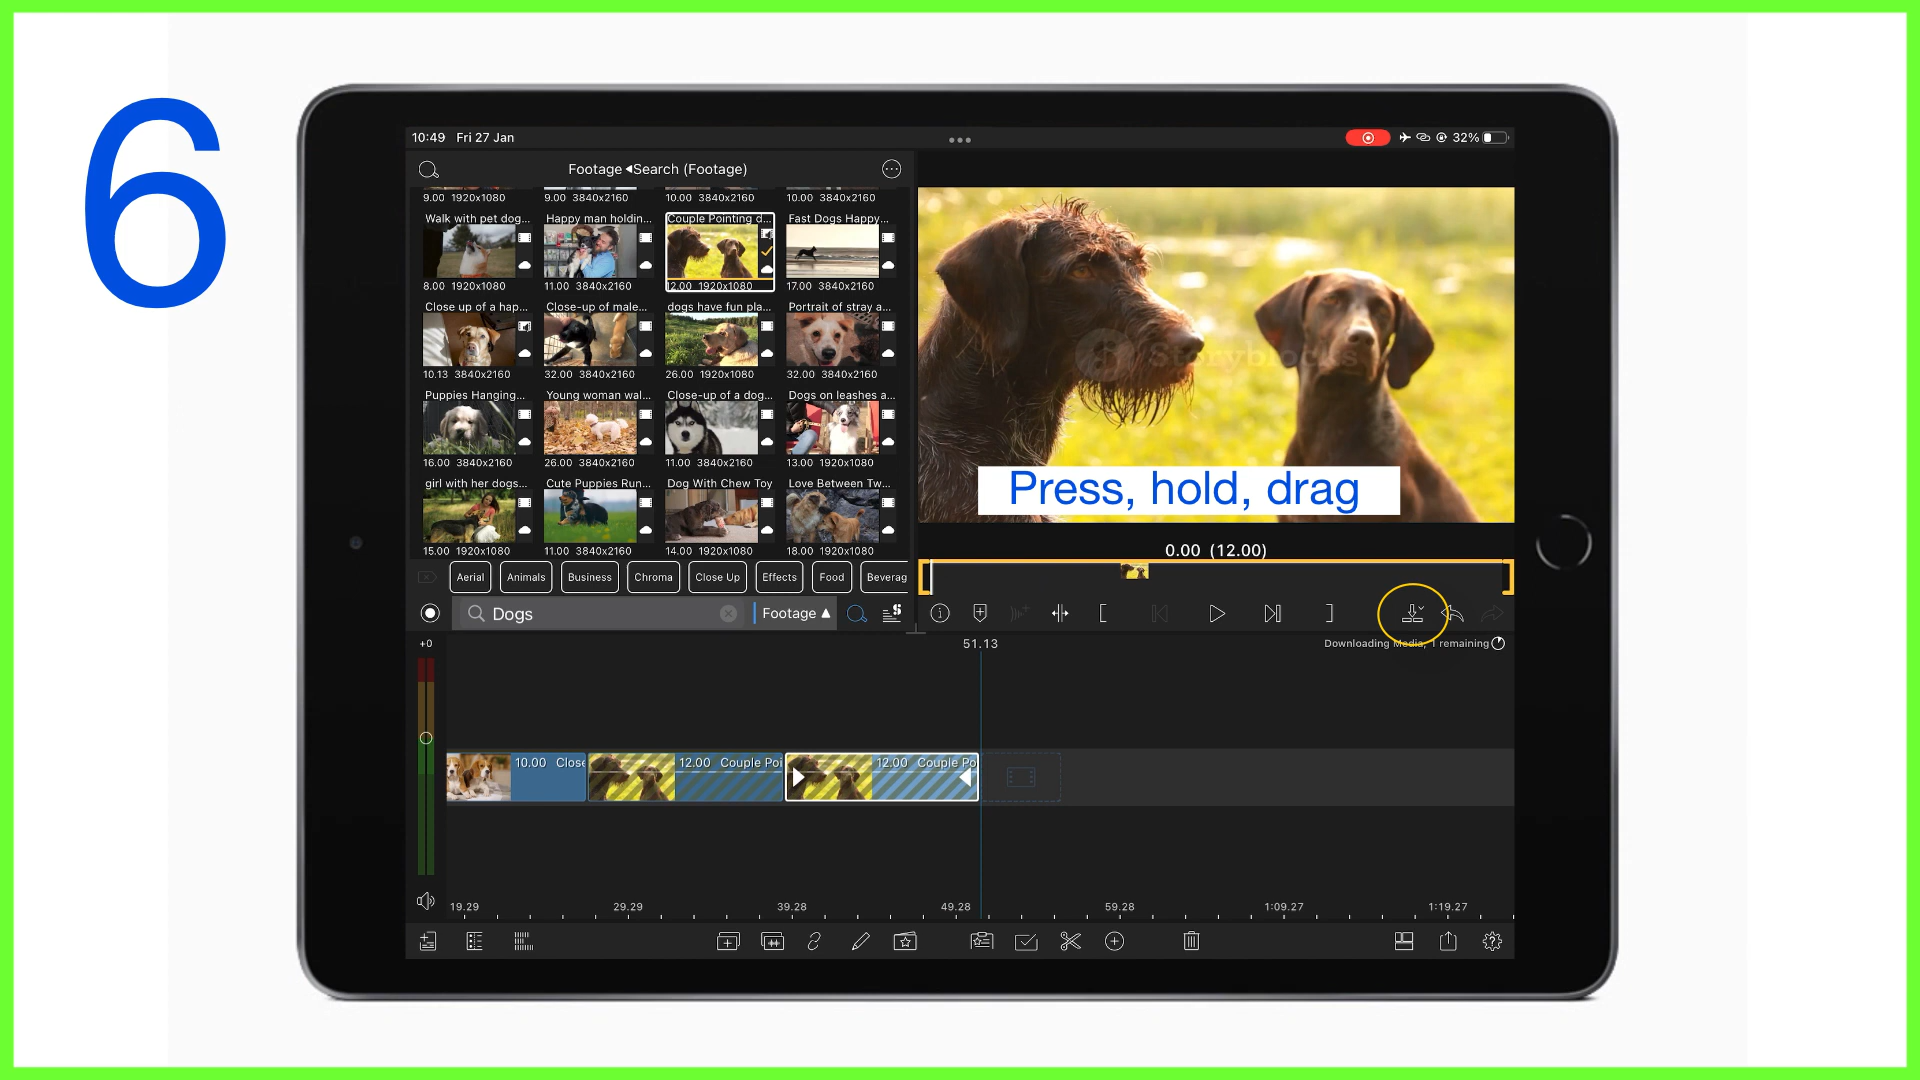 6
10:49 Fri 27 Jan
32%
Footage Search (Footage)
9.00 1920x1080
9.00 3840x2160
10.00 3840x2160
10.00 3840x2160
Walk with pet dog...
Happy man holdin...
Couple Pointing d...
Fast Dogs Happy...
8.00 1920x1080
11.00 3840x2160
12.00 1920x1080
17.00 3840x2160
Close up of a hap...
Close-up of male...
dogs have fun pla...
Portrait of stray a...
10.13 3840x2160
32.00 3840x2160
26.00 1920x1080
32.00 3840x2160
Puppies Hanging...
Young woman wal...
Close-up of a dog...
Dogs on leashes a...
16.00 3840x2160
26.00 3840x2160
11.00 3840x2160
13.00 1920x1080
girl with her dogs...
Cute Puppies Run...
Dog With Chew Toy
Love Between Tw...
15.00 1920x1080
11.00 3840x2160
14.00 1920x1080
18.00 1920x1080
Storyblocks
Press, hold, drag
0.00 (12.00)
Aerial
Animals
Business
Chroma
Close Up
Effects
Food
Beverag
Dogs
Footage
+0
51.13
Downloading Media, 1 remaining
10.00 Close
12.00 Couple Poi
12.00 Couple Po
19.29
29.29
39.28
49.28
59.28
1:09.27
1:19.27